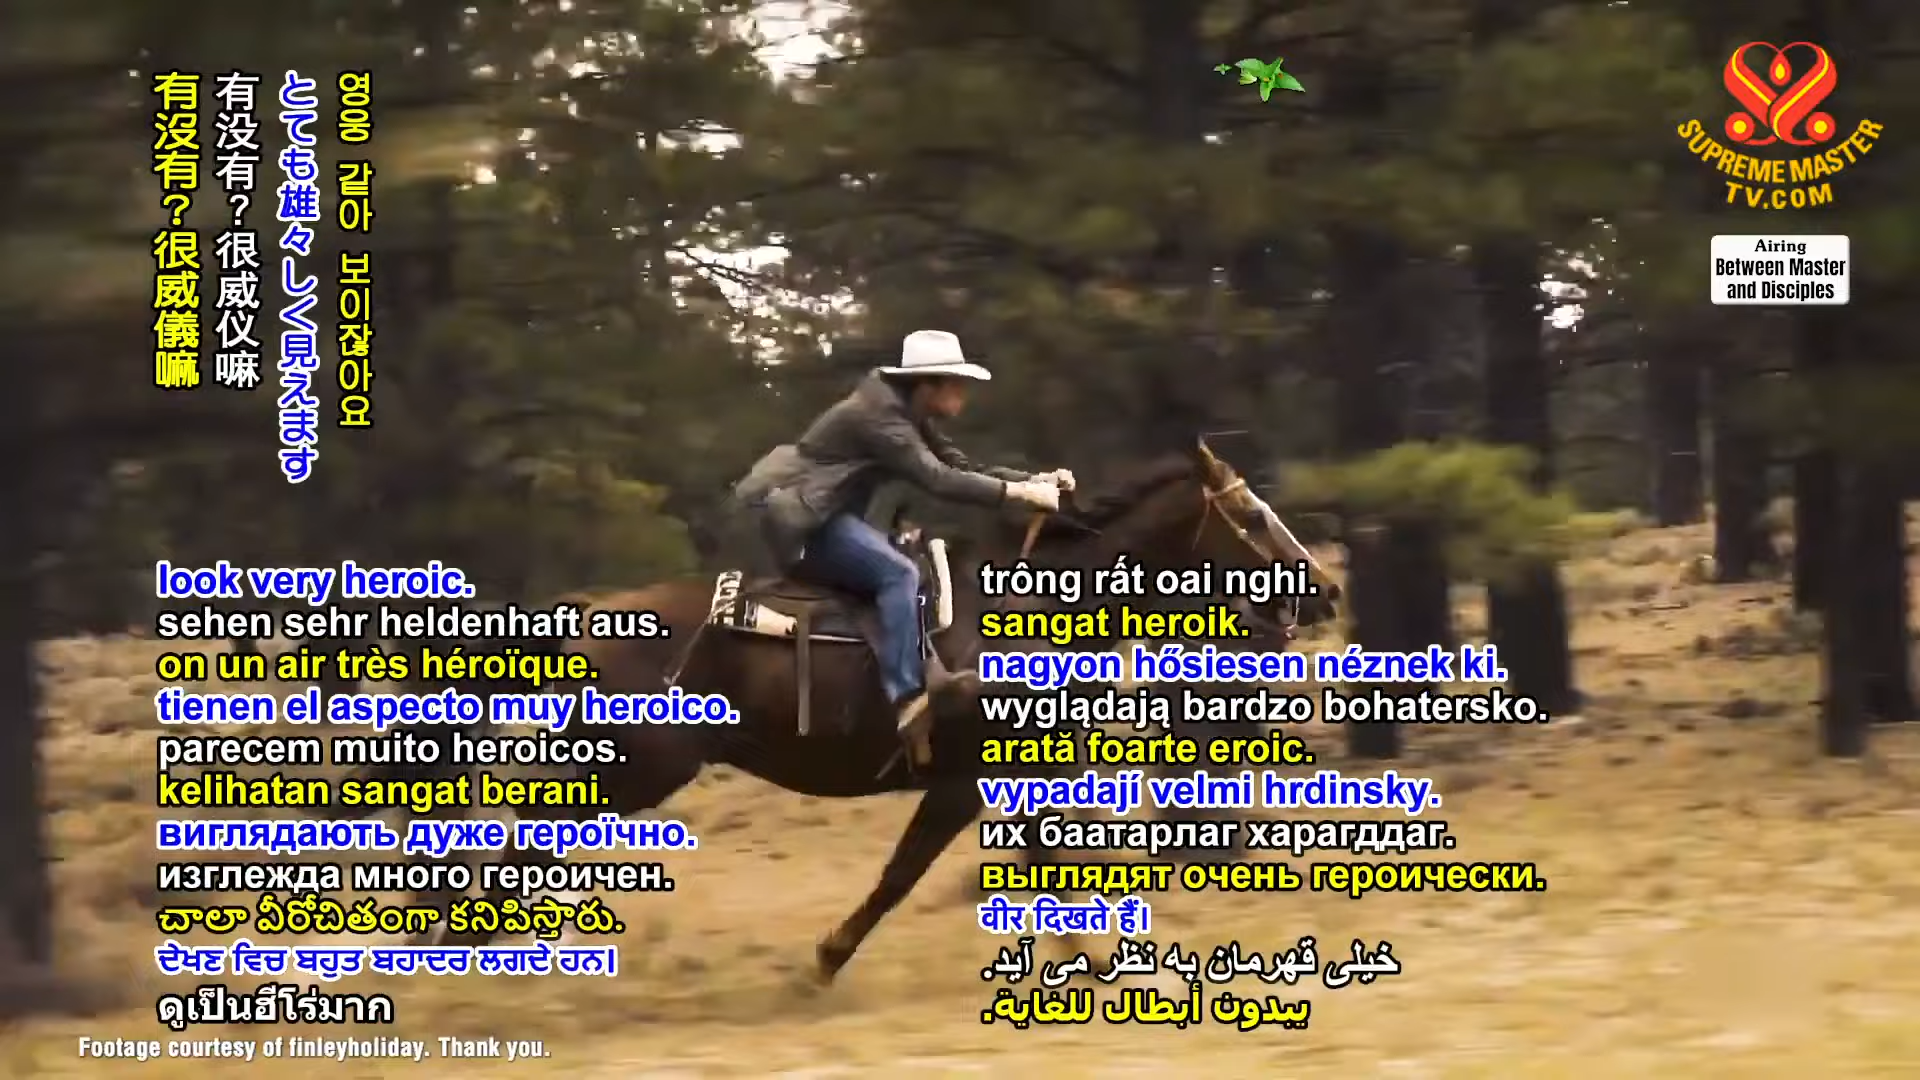 有沒有？很威儀嘛
有没有？很威仪嘛
とても雄々しく見えます
영웅 같아 보이잖아요
SUPREME MASTER
TV.COM
Airing
Between Master
and Disciples
look very heroic.
sehen sehr heldenhaft aus.
on un air très héroïque.
tienen el aspecto muy heroico.
parecem muito heroicos.
kelihatan sangat berani.
виглядають дуже героїчно.
изглежда много героичен.
చాలా వీరోచితంగా కనిపిస్తారు.
ਦੇਖਣ ਵਿਚ ਬਹੁਤ ਬਹਾਦਰ ਲਗਦੇ ਹਨ।
ดูเป็นฮีโร่มาก
trông rất oai nghi.
sangat heroik.
nagyon hősiesen néznek ki.
wyglądają bardzo bohatersko.
arată foarte eroic.
vypadají velmi hrdinsky.
их баатарлаг харагддаг.
выглядят очень героически.
वीर दिखते हैं।
خیلی قهرمان به نظر می آید.
يبدون أبطال للغاية.
Footage courtesy of finleyholiday. Thank you.